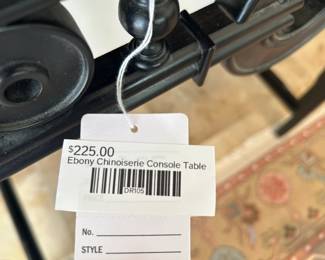 $225.00
Ebony Chinoiserie Console Table
DR105
No.
STYLE